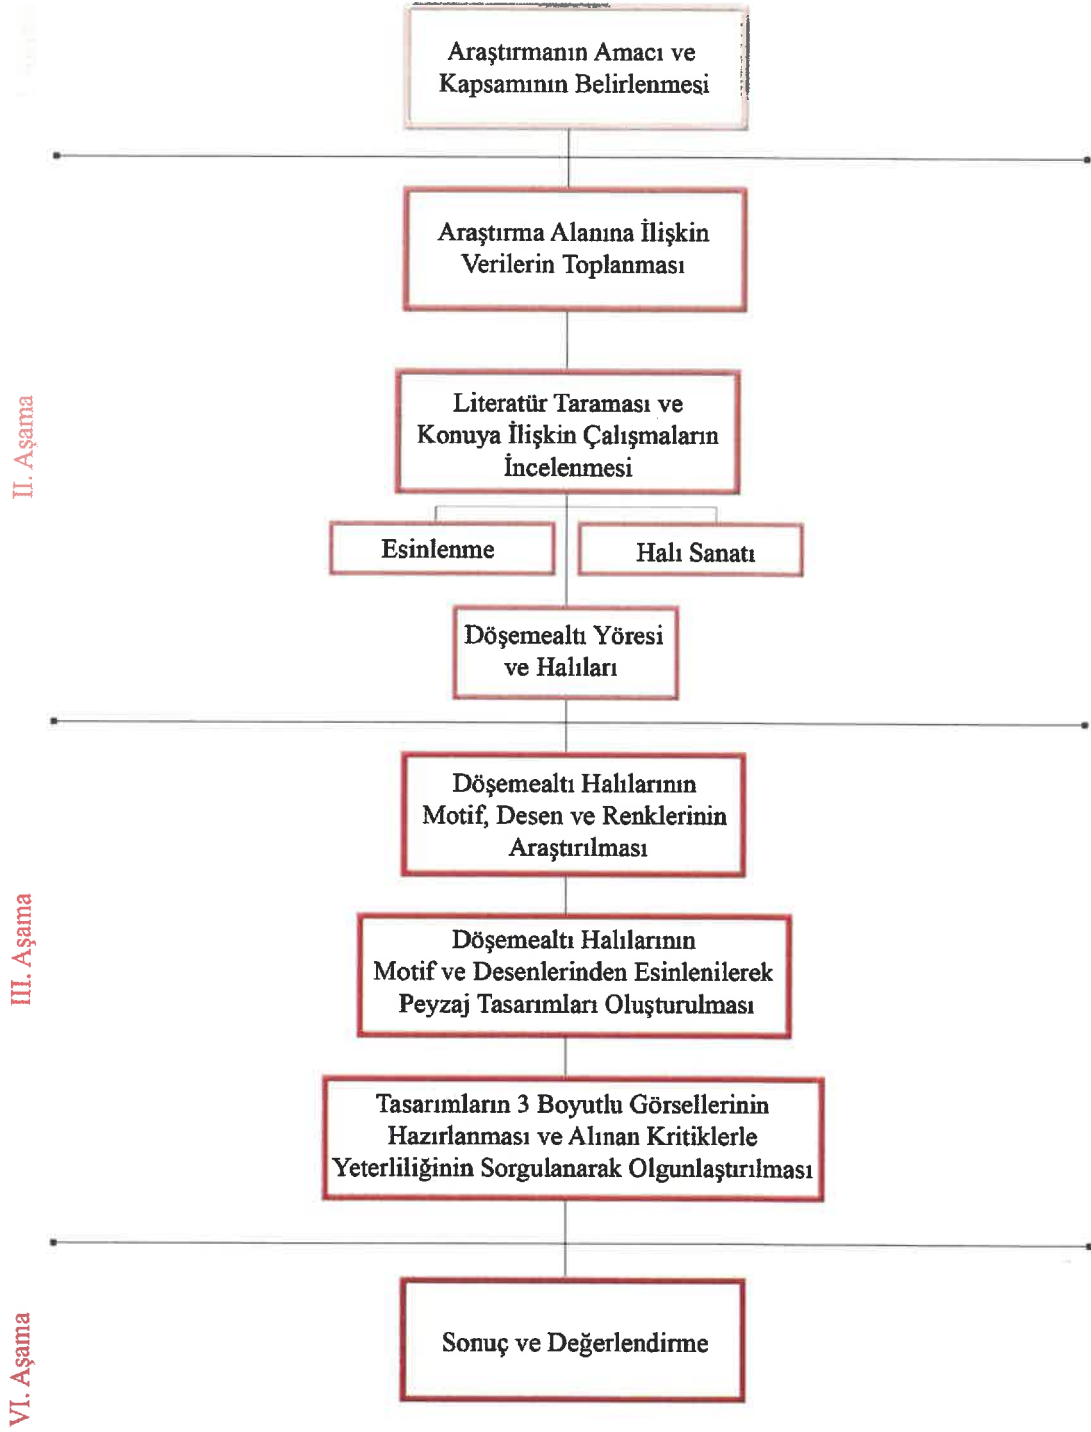 Araştırmanın Amacı ve
Kapsamının Belirlenmesi
Araştırma Alanına İlişkin
Verilerin Toplanması
II. Aşama
Literatür Taraması ve
Konuya İlişkin Çalışmaların
İncelenmesi
Esinlenme
Halı Sanatı
Döşemealtı Yöresi
ve Halıları
III. Aşama
Döşemealtı Halılarının
Motif, Desen ve Renklerinin
Araştırılması
Döşemealtı Halılarının
Motif ve Desenlerinden Esinlenilerek
Peyzaj Tasarımları Oluşturulması
Tasarımların 3 Boyutlu Görsellerinin
Hazırlanması ve Alınan Kritiklerle
Yeterliliğinin Sorgulanarak Olgunlaştırılması
VI. Aşama
Sonuç ve Değerlendirme